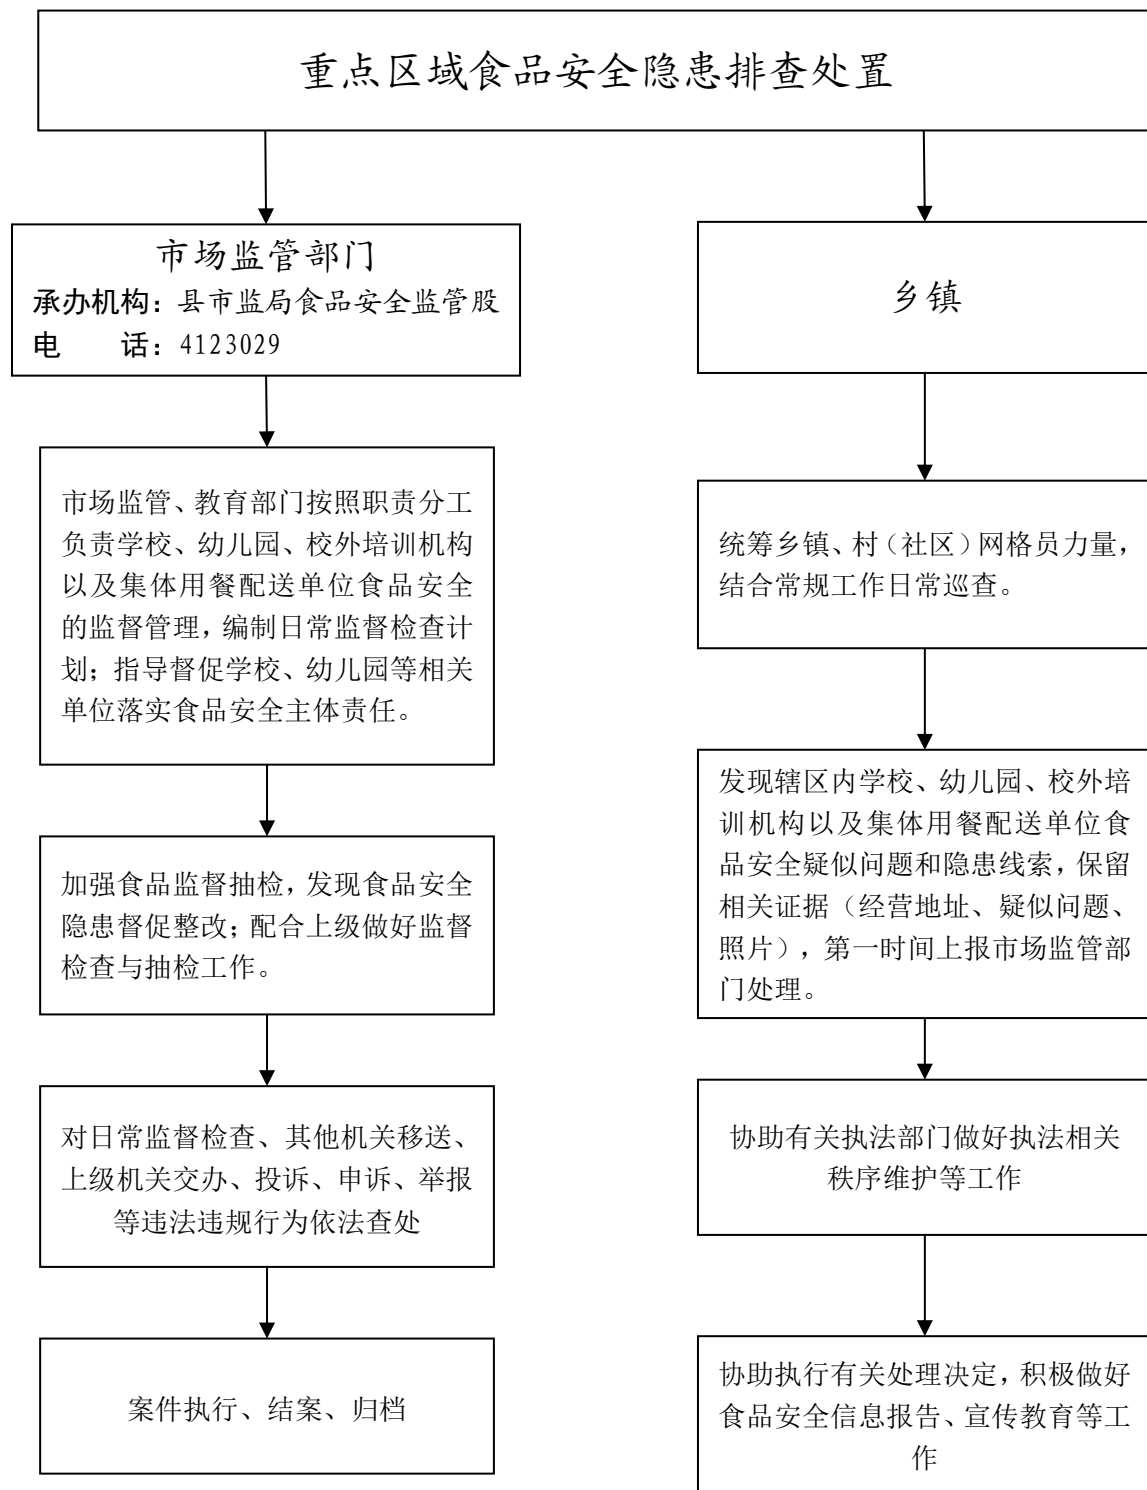 重点区域食品安全隐患排查处置
市场监管部门
承办机构：县市监局食品安全监管股
电　　话：4123029
市场监管、教育部门按照职责分工
负责学校、幼儿园、校外培训机构
以及集体用餐配送单位食品安全
的监督管理，编制日常监督检查计
划；指导督促学校、幼儿园等相关
单位落实食品安全主体责任。
加强食品监督抽检，发现食品安全
隐患督促整改；配合上级做好监督
检查与抽检工作。
对日常监督检查、其他机关移送、
上级机关交办、投诉、申诉、举报
等违法违规行为依法查处
案件执行、结案、归档
乡镇
统筹乡镇、村（社区）网格员力量，
结合常规工作日常巡查。
发现辖区内学校、幼儿园、校外培
训机构以及集体用餐配送单位食
品安全疑似问题和隐患线索，保留
相关证据（经营地址、疑似问题、
照片），第一时间上报市场监管部
门处理。
协助有关执法部门做好执法相关
秩序维护等工作
协助执行有关处理决定，积极做好
食品安全信息报告、宣传教育等工
作